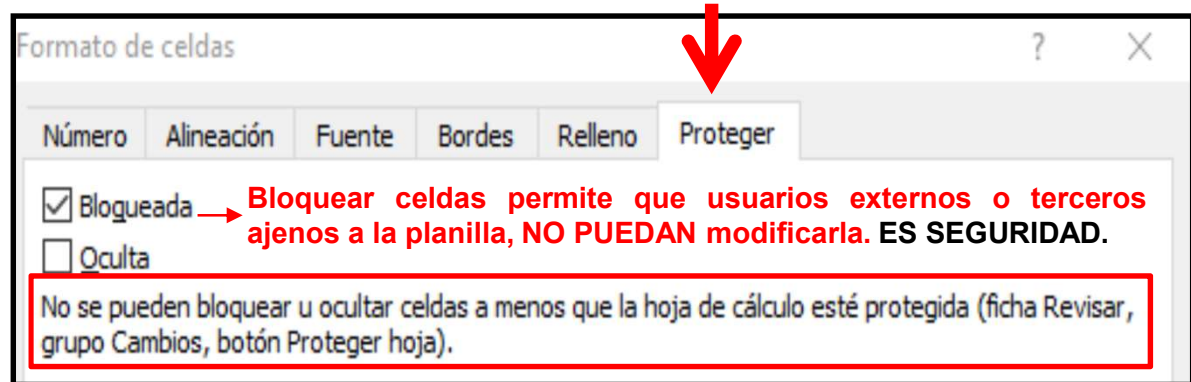 Formato de celdas ? X
Número Alineación Fuente Bordes Relleno Proteger
Bloqueada Bloquear celdas permite que usuarios externos o terceros
ajenos a la planilla, NO PUEDAN modificarla. ES SEGURIDAD.
Oculta
No se pueden bloquear u ocultar celdas a menos que la hoja de cálculo esté protegida (ficha Revisar,
grupo Cambios, botón Proteger hoja).